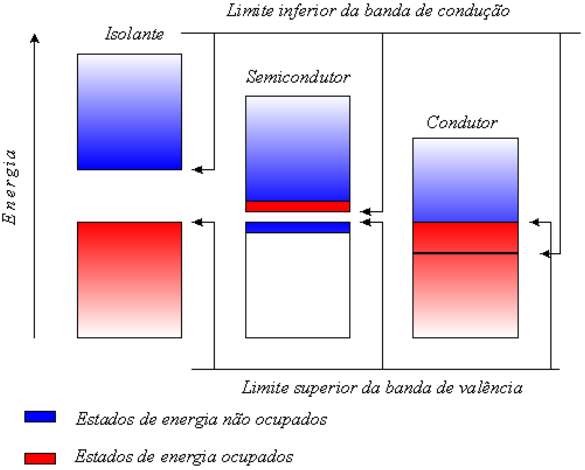 Limite inferior da banda de condução
Isolante
Semicondutor
Condutor
Energia
Limite superior da banda de valência
Estados de energia não ocupados
Estados de energia ocupados